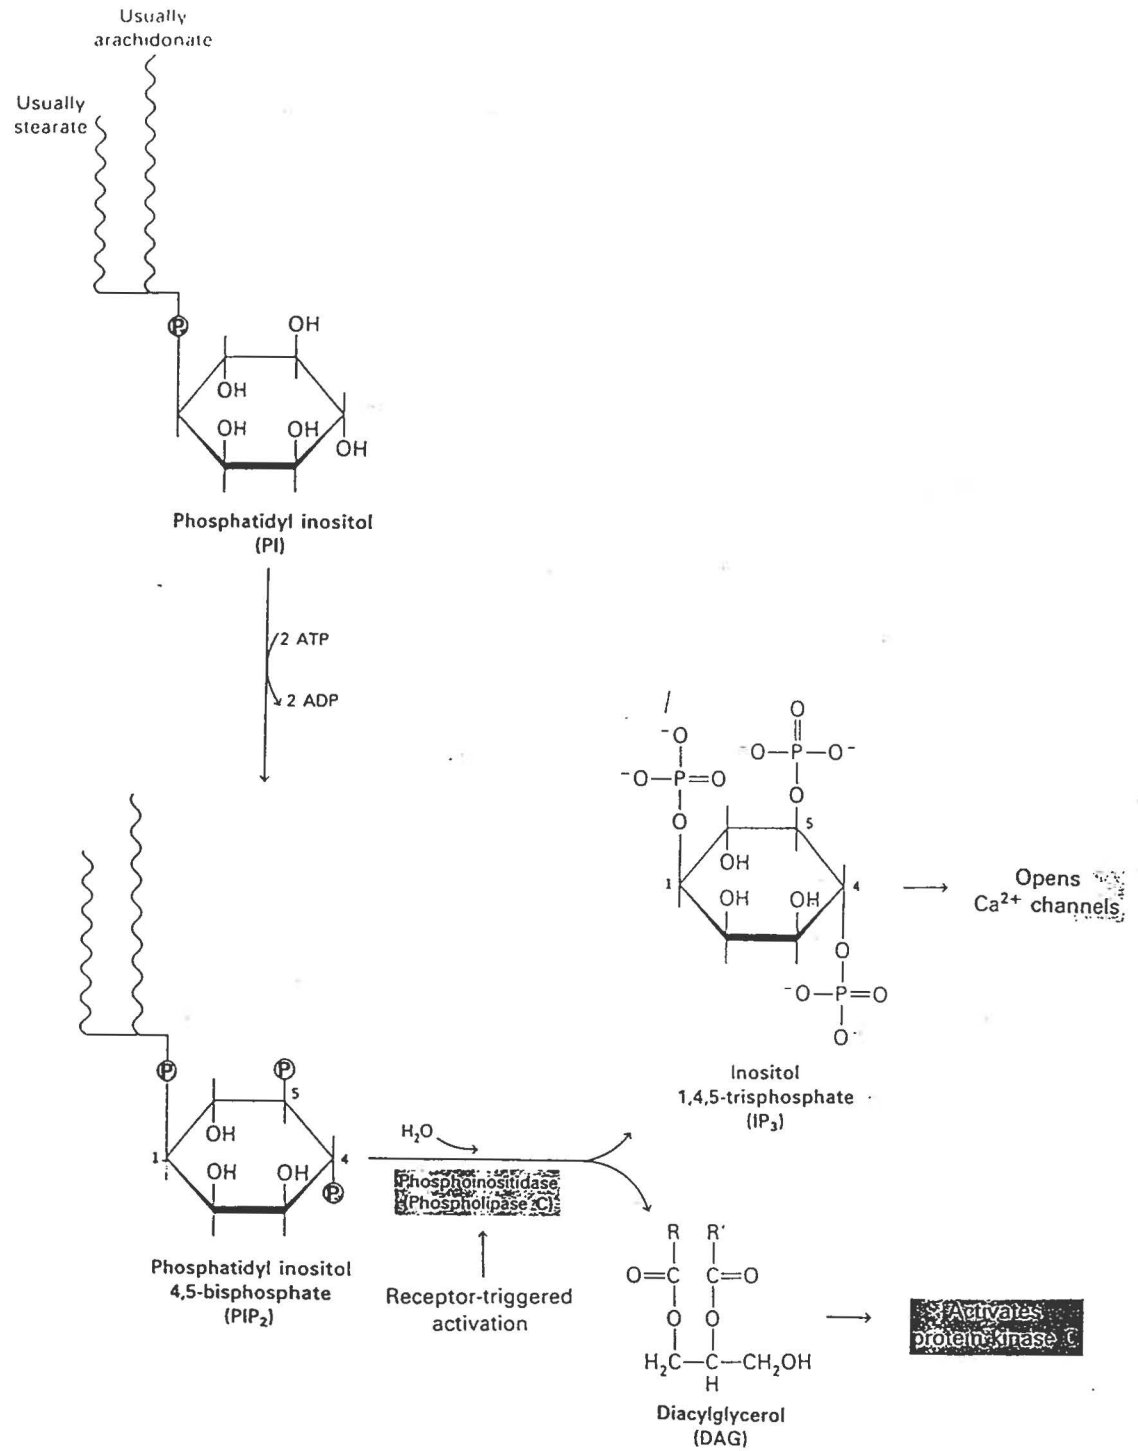 Usually
arachidonate
Usually
stearate
P
OH
OH
OH
OH
OH
Phosphatidyl inositol
(PI)
2 ATP
2 ADP
P
P
5
OH
1
4
OH
OH
P
Phosphatidyl inositol
4,5-bisphosphate
(PIP₂)
H₂O
Phosphoinositidase
(Phospholipase C)
Receptor-triggered
activation
O
⁻O
⁻O—P—O⁻
⁻O—P=O
O
O
5
OH
1
4
OH
OH
O
⁻O—P=O
O⁻
Inositol
1,4,5-trisphosphate
(IP₃)
Opens
Ca²⁺ channels
R R'
O=C C=O
O O
H₂C—C—CH₂OH
H
Diacylglycerol
(DAG)
Activates
protein kinase C